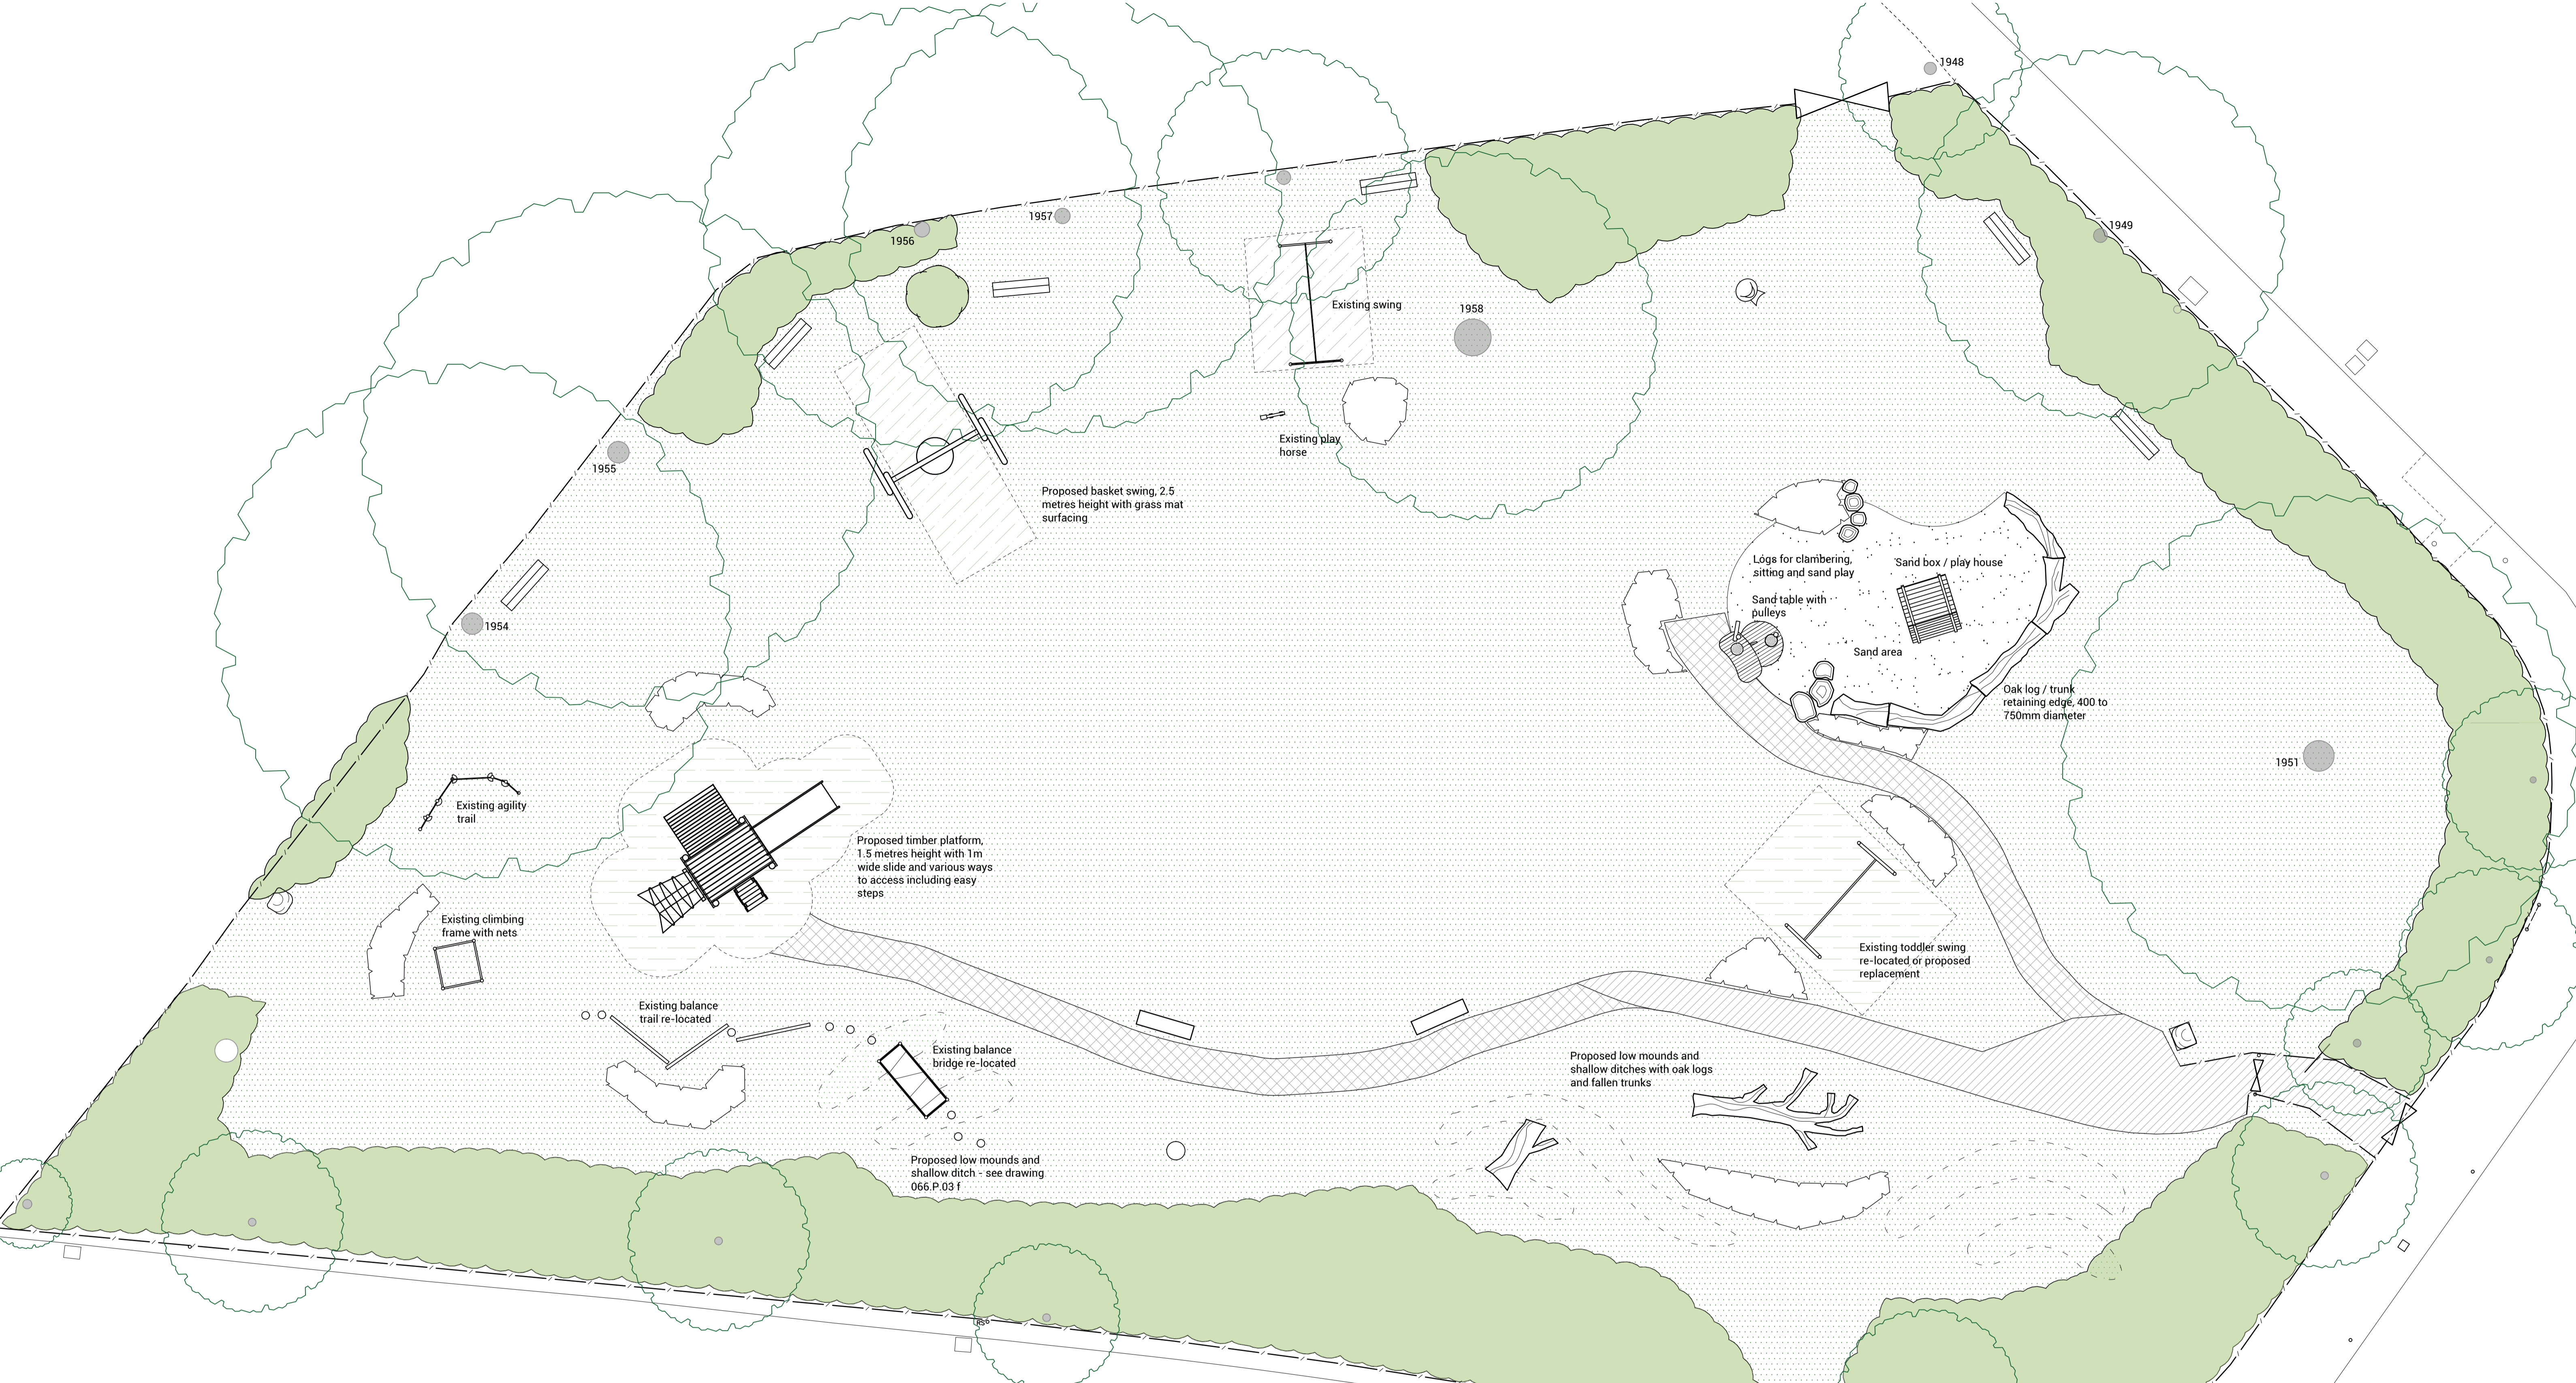 1948
1949
1957
1956
Existing swing
1958
Existing play
horse
1955
Proposed basket swing, 2.5
metres height with grass mat
surfacing
Logs for clambering,
sitting and sand play
Sand box / play house
Sand table with
pulleys
1954
Sand area
Oak log / trunk
retaining edge, 400 to
750mm diameter
1951
Existing agility
trail
Proposed timber platform,
1.5 metres height with 1m
wide slide and various ways
to access including easy
steps
Existing climbing
frame with nets
Existing toddler swing
re-located or proposed
replacement
Existing balance
trail re-located
Existing balance
bridge re-located
Proposed low mounds and
shallow ditches with oak logs
and fallen trunks
Proposed low mounds and
shallow ditch - see drawing
066.P.03 f